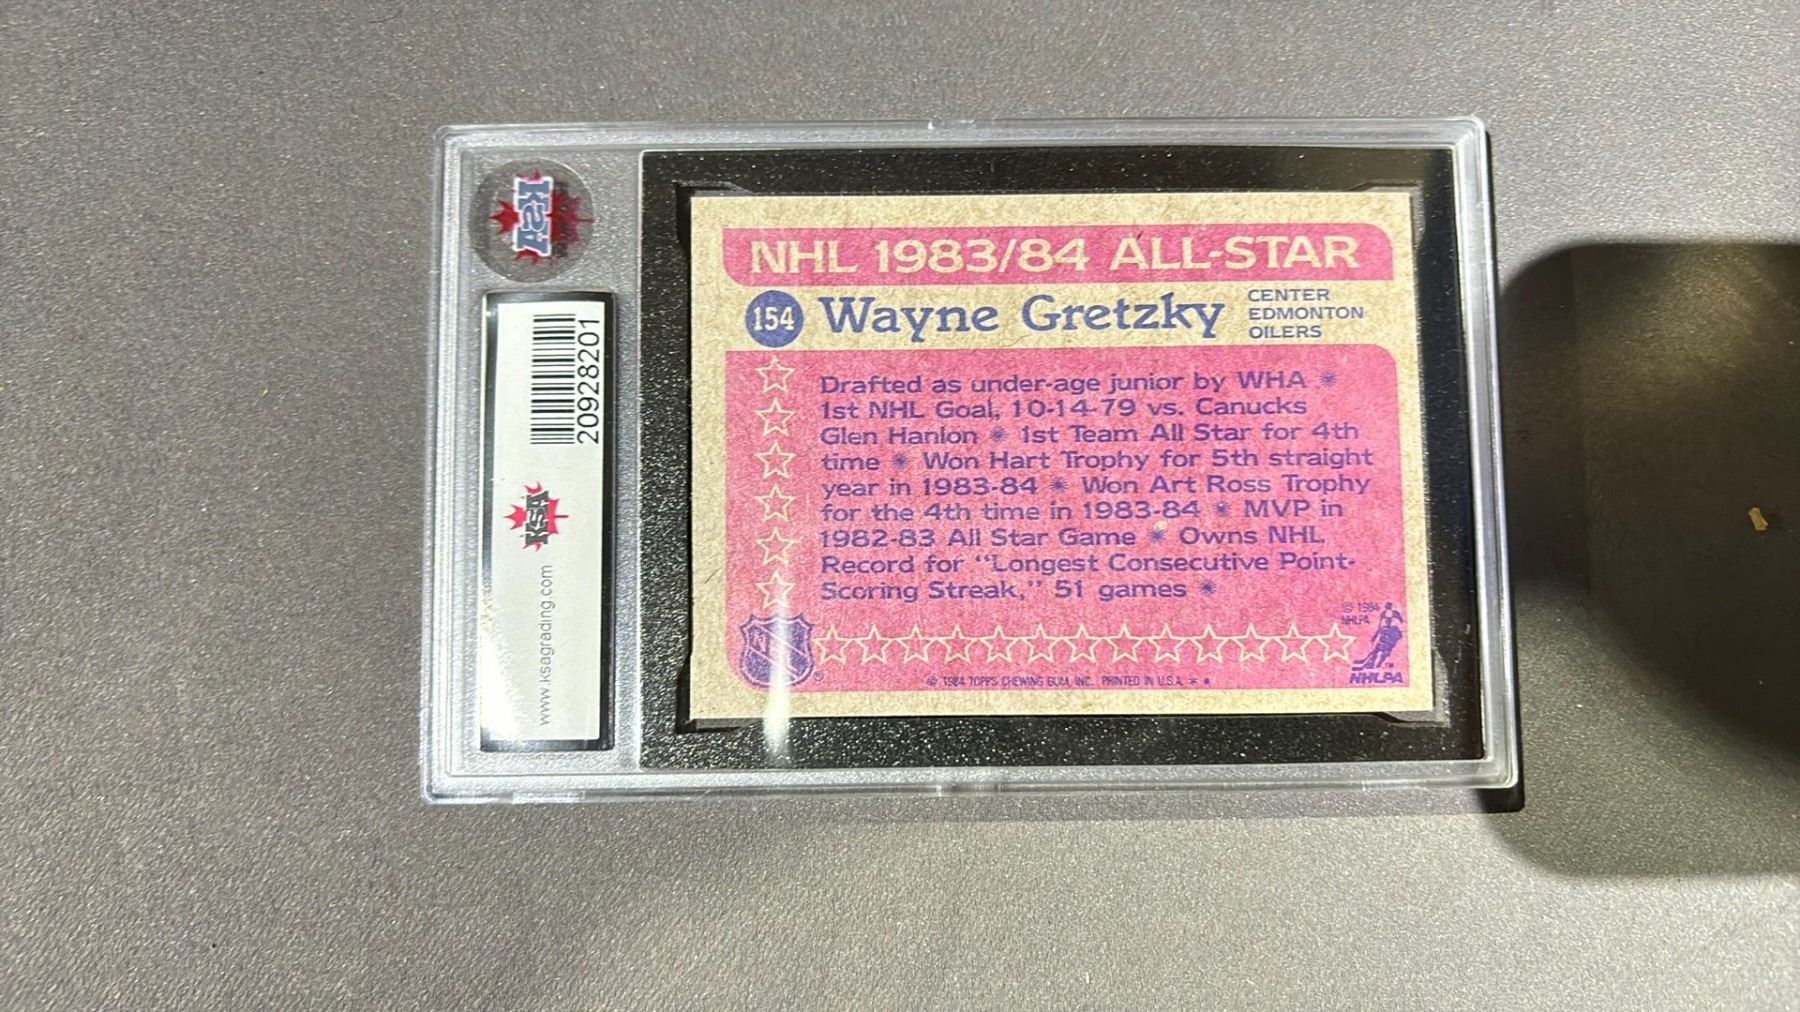 KSA
20928201
KSA
www.ksagrading.com
NHL 1983/84 ALL-STAR
154 Wayne Gretzky
CENTER
EDMONTON
OILERS
Drafted as under-age junior by WHA *
1st NHL Goal, 10-14-79 vs. Canucks
Glen Hanlon * 1st Team All Star for 4th
time * Won Hart Trophy for 5th straight
year in 1983-84 * Won Art Ross Trophy
for the 4th time in 1983-84 * MVP in
1982-83 All Star Game * Owns NHL
Record for “Longest Consecutive Point-
Scoring Streak,” 51 games *
© 1984
NHLPA
NHL ®
© 1984 TOPPS CHEWING GUM, INC. PRINTED IN U.S.A. * *
TM
NHLPA